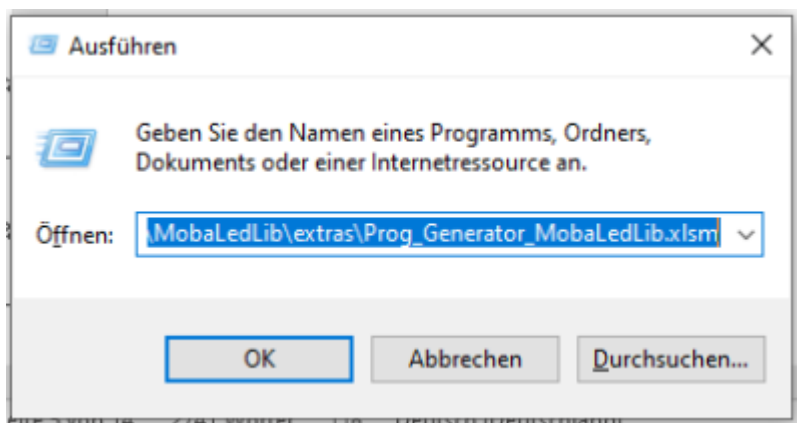 Ausführen
Geben Sie den Namen eines Programms, Ordners,
Dokuments oder einer Internetressource an.
Öffnen: \MobaLedLib\extras\Prog_Generator_MobaLedLib.xlsm
OK Abbrechen Durchsuchen...